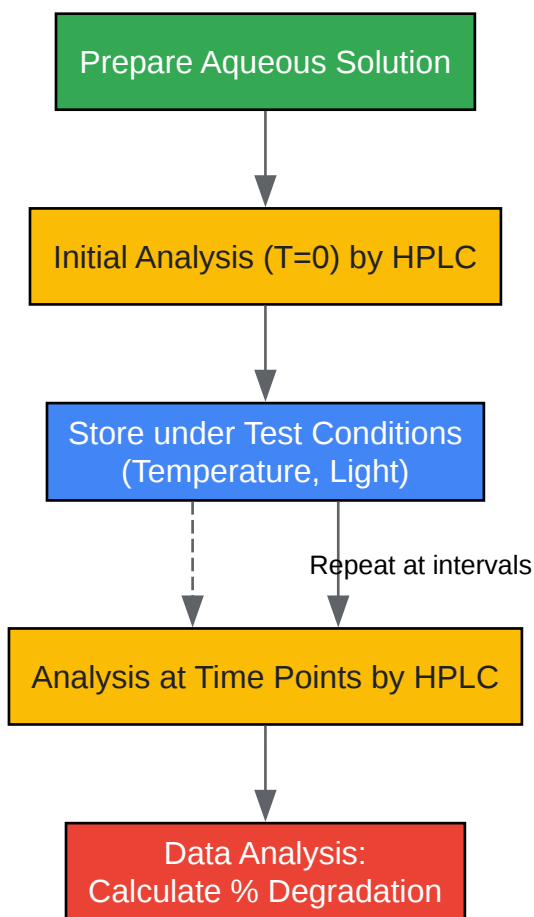 Prepare Aqueous Solution
Initial Analysis (T=0) by HPLC
Store under Test Conditions
(Temperature, Light)
Repeat at intervals
Analysis at Time Points by HPLC
Data Analysis:
Calculate % Degradation